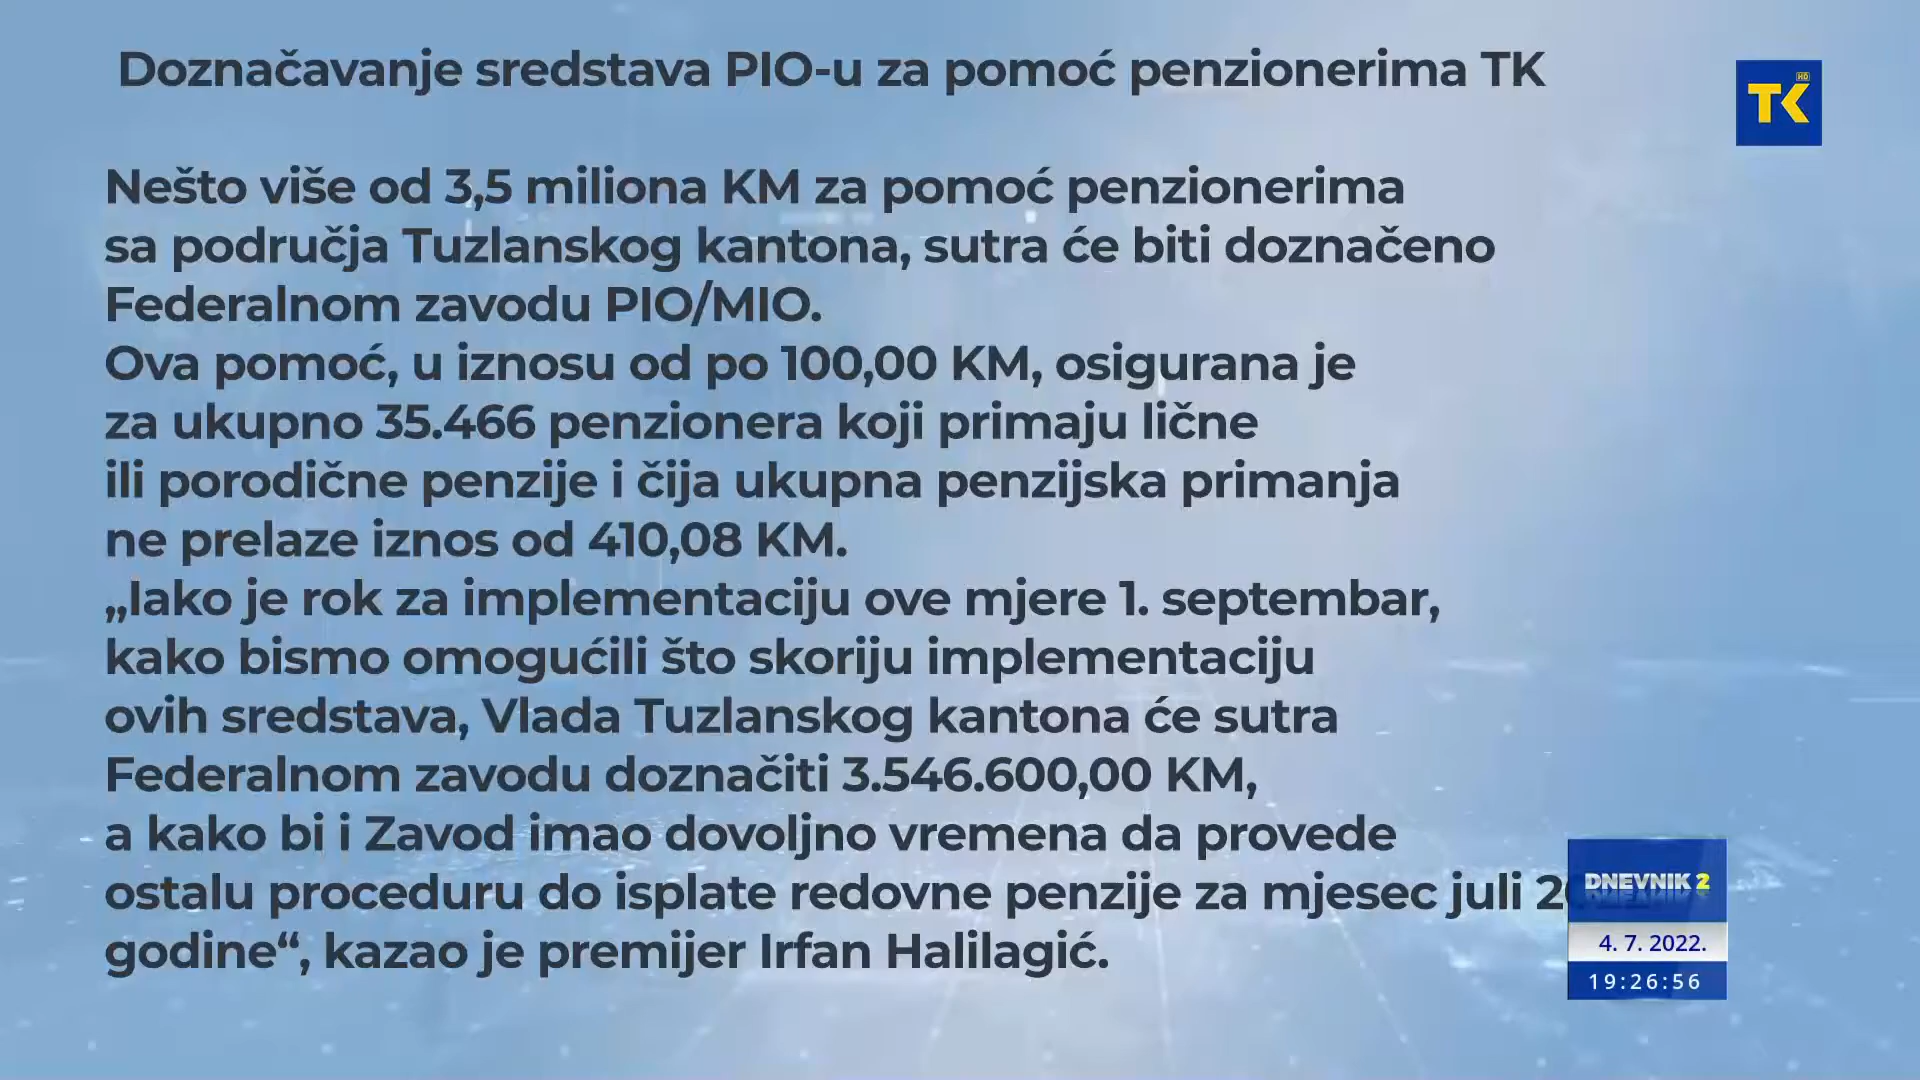 Doznačavanje sredstava PIO-u za pomoć penzionerima TK
TK HD
Nešto više od 3,5 miliona KM za pomoć penzionerima
sa područja Tuzlanskog kantona, sutra će biti doznačeno
Federalnom zavodu PIO/MIO.
Ova pomoć, u iznosu od po 100,00 KM, osigurana je
za ukupno 35.466 penzionera koji primaju lične
ili porodične penzije i čija ukupna penzijska primanja
ne prelaze iznos od 410,08 KM.
„Iako je rok za implementaciju ove mjere 1. septembar,
kako bismo omogućili što skoriju implementaciju
ovih sredstava, Vlada Tuzlanskog kantona će sutra
Federalnom zavodu doznačiti 3.546.600,00 KM,
a kako bi i Zavod imao dovoljno vremena da provede
ostalu proceduru do isplate redovne penzije za mjesec juli
godine“, kazao je premijer Irfan Halilagić.
DNEVNIK 2
4. 7. 2022.
19:26:56